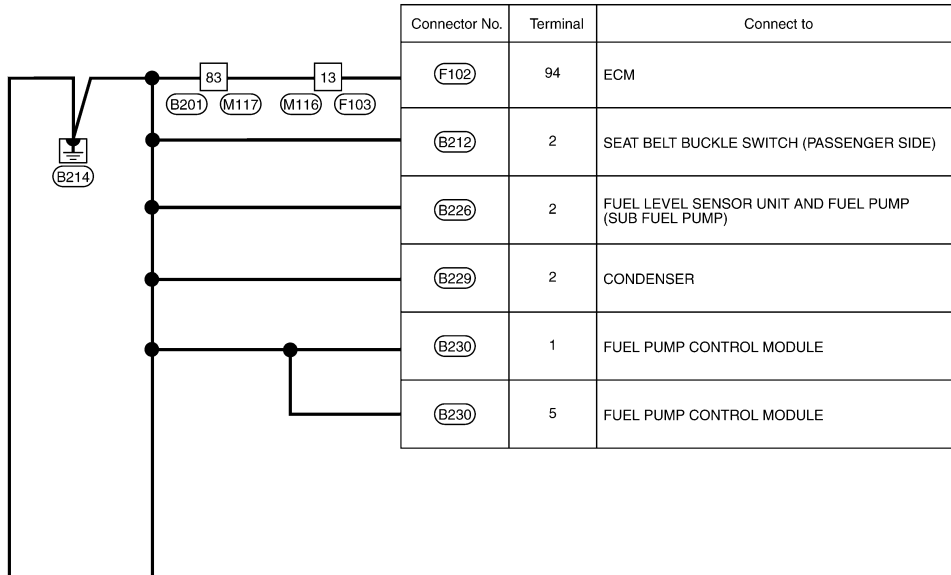 Connector No. Terminal Connect to
83 13 F102 94 ECM
B201 M117 M116 F103
B212 2 SEAT BELT BUCKLE SWITCH (PASSENGER SIDE)
B214
B226 2 FUEL LEVEL SENSOR UNIT AND FUEL PUMP
(SUB FUEL PUMP)
B229 2 CONDENSER
B230 1 FUEL PUMP CONTROL MODULE
B230 5 FUEL PUMP CONTROL MODULE